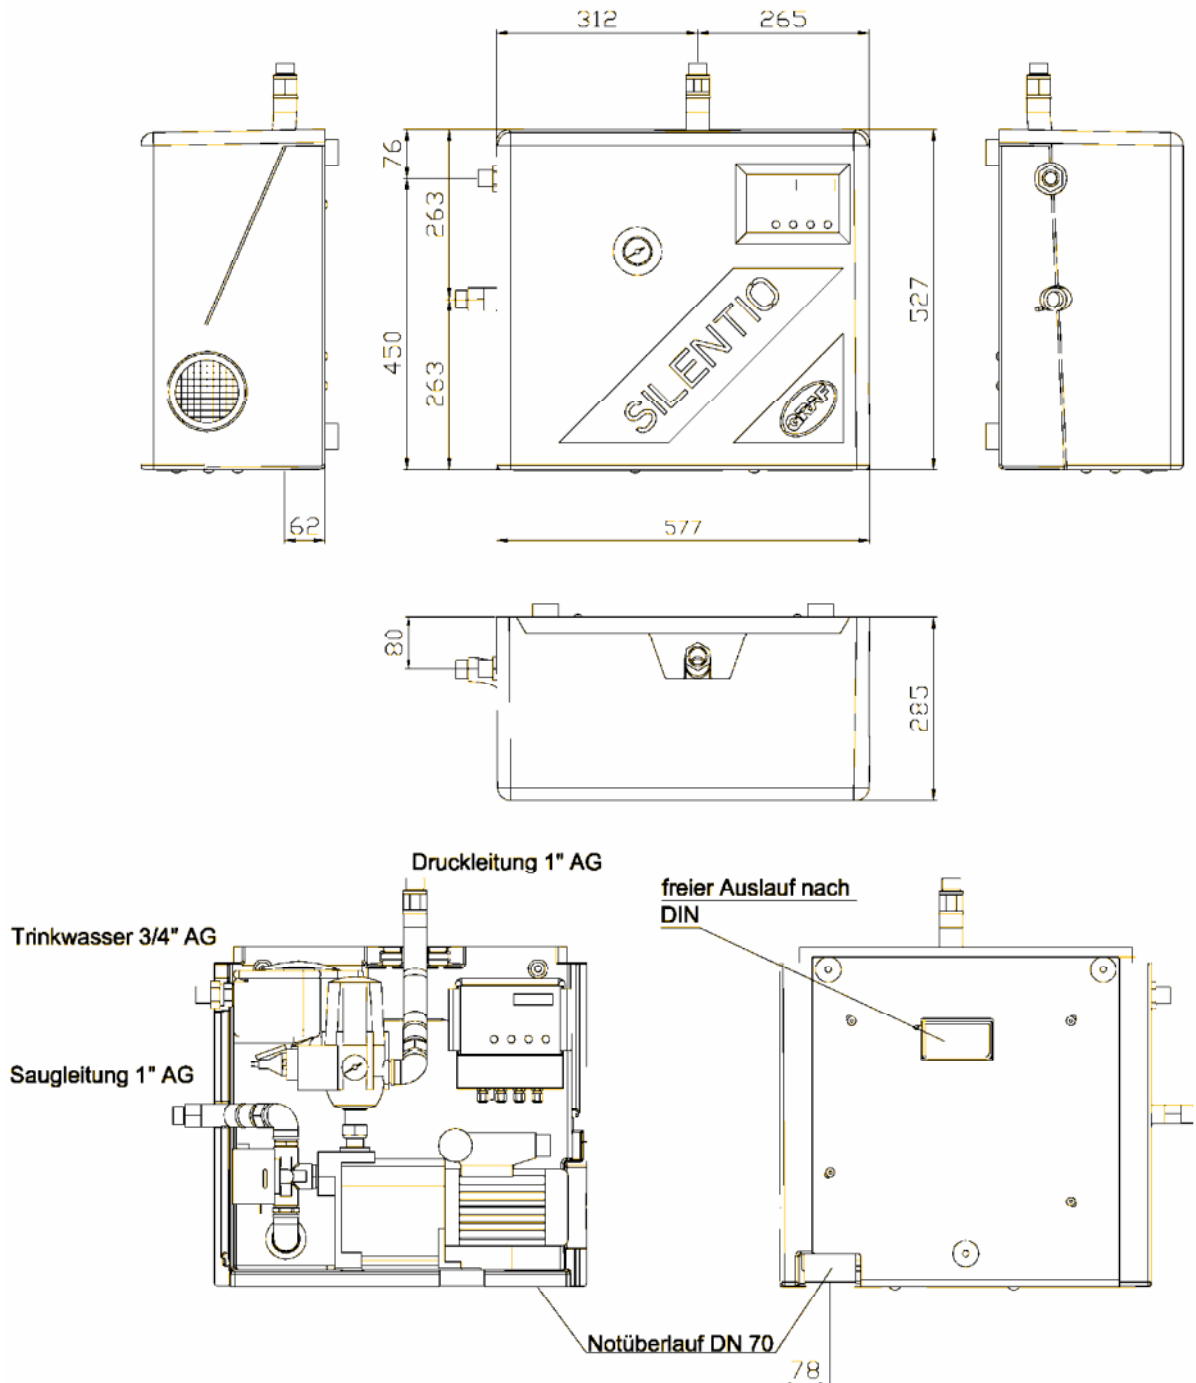 312
265
76
263
450
263
527
SILENTIO
GRAF
62
577
80
285
Druckleitung 1" AG
freier Auslauf nach
DIN
Trinkwasser 3/4" AG
Saugleitung 1" AG
Notüberlauf DN 70
78